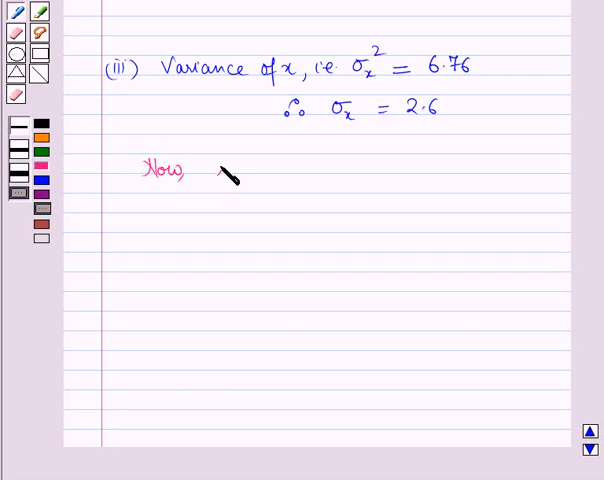 (iii) Variance of x, i.e. σₓ² = 6.76
∴ σₓ = 2.6
Now,